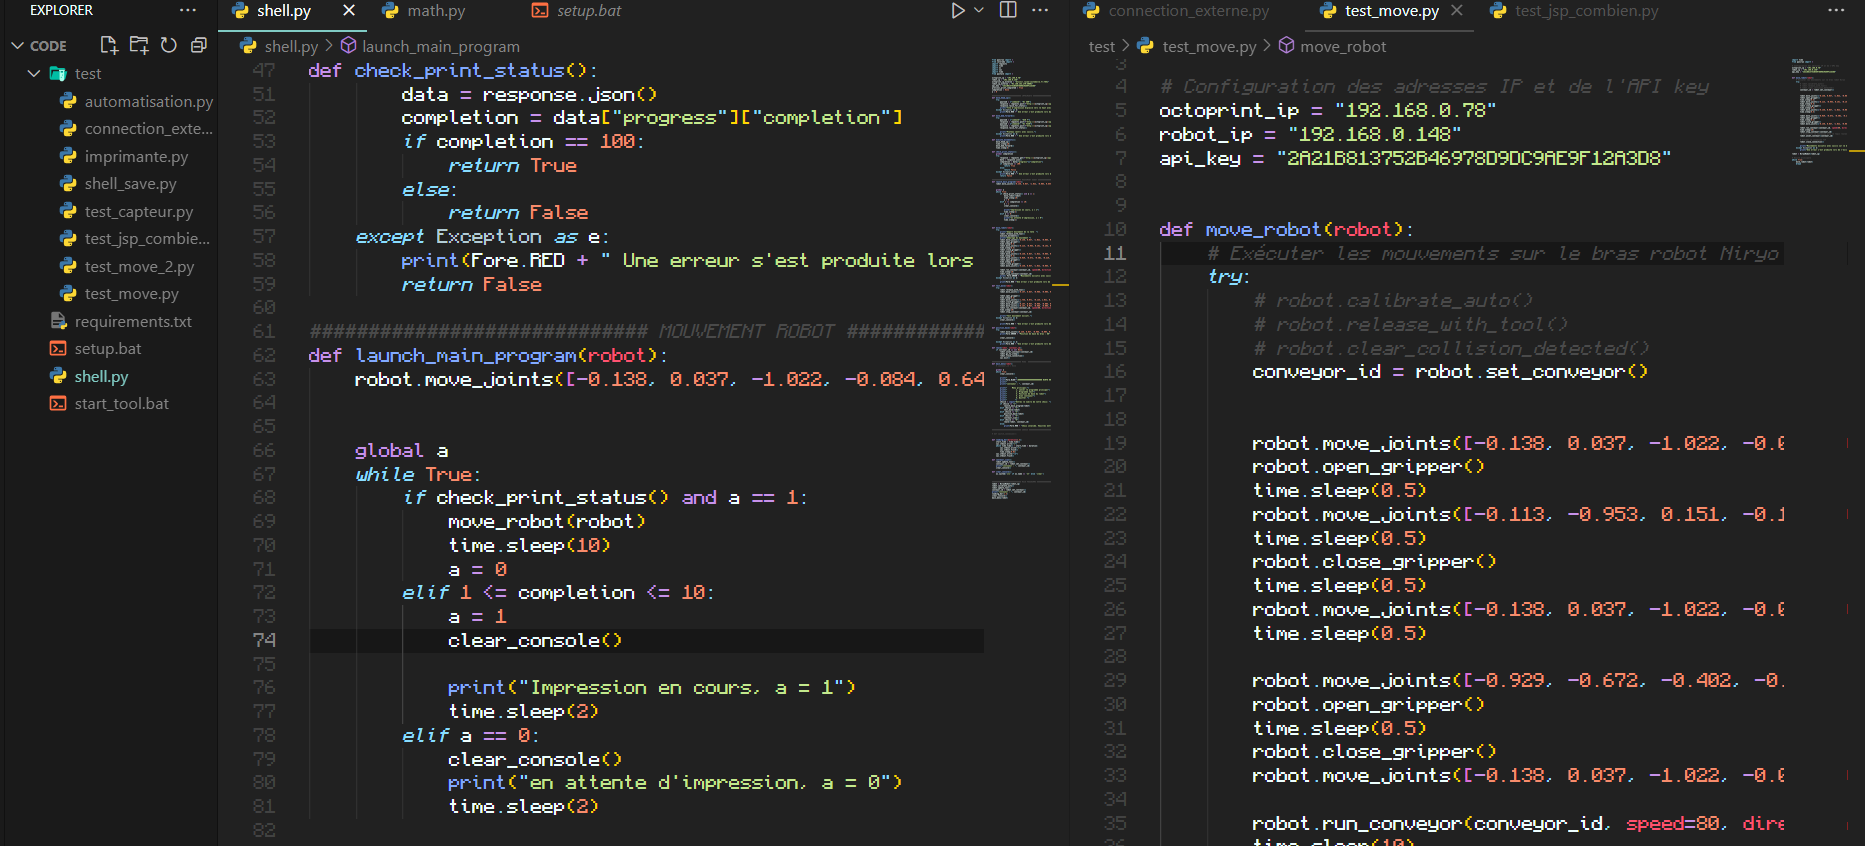 EXPLORER
CODE
test
automatisation.py
connection_exte...
imprimante.py
shell_save.py
test_capteur.py
test_jsp_combie...
test_move_2.py
test_move.py
requirements.txt
setup.bat
shell.py
start_tool.bat
shell.py
math.py
setup.bat
shell.py > launch_main_program
47 def check_print_status():
51 data = response.json()
52 completion = data["progress"]["completion"]
53 if completion == 100:
54 return True
55 else:
56 return False
57 except Exception as e:
58 print(Fore.RED + " Une erreur s'est produite lors
59 return False
60
61 ############################# MOUVEMENT ROBOT ############
62 def launch_main_program(robot):
63 robot.move_joints([-0.138, 0.037, -1.022, -0.084, 0.64
64
65
66 global a
67 while True:
68 if check_print_status() and a == 1:
69 move_robot(robot)
70 time.sleep(10)
71 a = 0
72 elif 1 <= completion <= 10:
73 a = 1
74 clear_console()
75
76 print("Impression en cours, a = 1")
77 time.sleep(2)
78 elif a == 0:
79 clear_console()
80 print("en attente d'impression, a = 0")
81 time.sleep(2)
82
connection_externe.py
test_move.py
test_jsp_combien.py
test > test_move.py > move_robot
3
4 # Configuration des adresses IP et de l'API key
5 octoprint_ip = "192.168.0.78"
6 robot_ip = "192.168.0.148"
7 api_key = "2A21B813752B46978D9DC9AE9F12A3D8"
8
9
10 def move_robot(robot):
11 # Exécuter les mouvements sur le bras robot Niryo
12 try:
13 # robot.calibrate_auto()
14 # robot.release_with_tool()
15 # robot.clear_collision_detected()
16 conveyor_id = robot.set_conveyor()
17
18
19 robot.move_joints([-0.138, 0.037, -1.022, -0.0
20 robot.open_gripper()
21 time.sleep(0.5)
22 robot.move_joints([-0.113, -0.953, 0.151, -0.1
23 time.sleep(0.5)
24 robot.close_gripper()
25 time.sleep(0.5)
26 robot.move_joints([-0.138, 0.037, -1.022, -0.0
27 time.sleep(0.5)
28
29 robot.move_joints([-0.929, -0.672, -0.402, -0.
30 robot.open_gripper()
31 time.sleep(0.5)
32 robot.close_gripper()
33 robot.move_joints([-0.138, 0.037, -1.022, -0.0
34
35 robot.run_conveyor(conveyor_id, speed=80, dire
36 time.sleep(10)